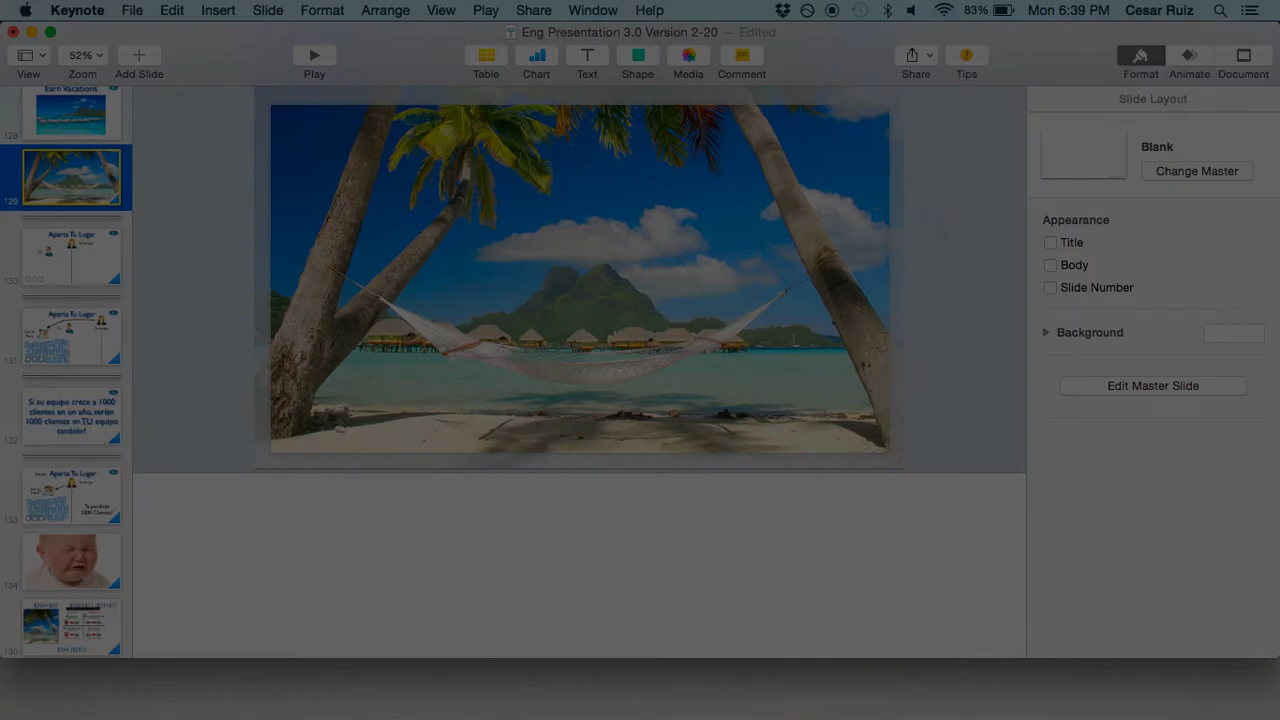 Keynote File Edit Insert Slide Format Arrange View Play Share Window Help 83% Mon 6:39 PM Cesar Ruiz
Eng Presentation 3.0 Version 2-20 — Edited
52%
View Zoom Add Slide Play Table Chart Text Shape Media Comment Share Tips Format Animate Document
Slide Layout
Blank
Change Master
Appearance
Title
Body
Slide Number
Background
Edit Master Slide
Earn Vacations
128
129
Aparta Tu Lugar
130
Aparta Tu Lugar
131
Si su equipo crece a 1000
clientes en un año, serían
1000 clientes en TU equipo
también!
132
Aparta Tu Lugar
Te perdiste
1000 Clientes!
133
134
135